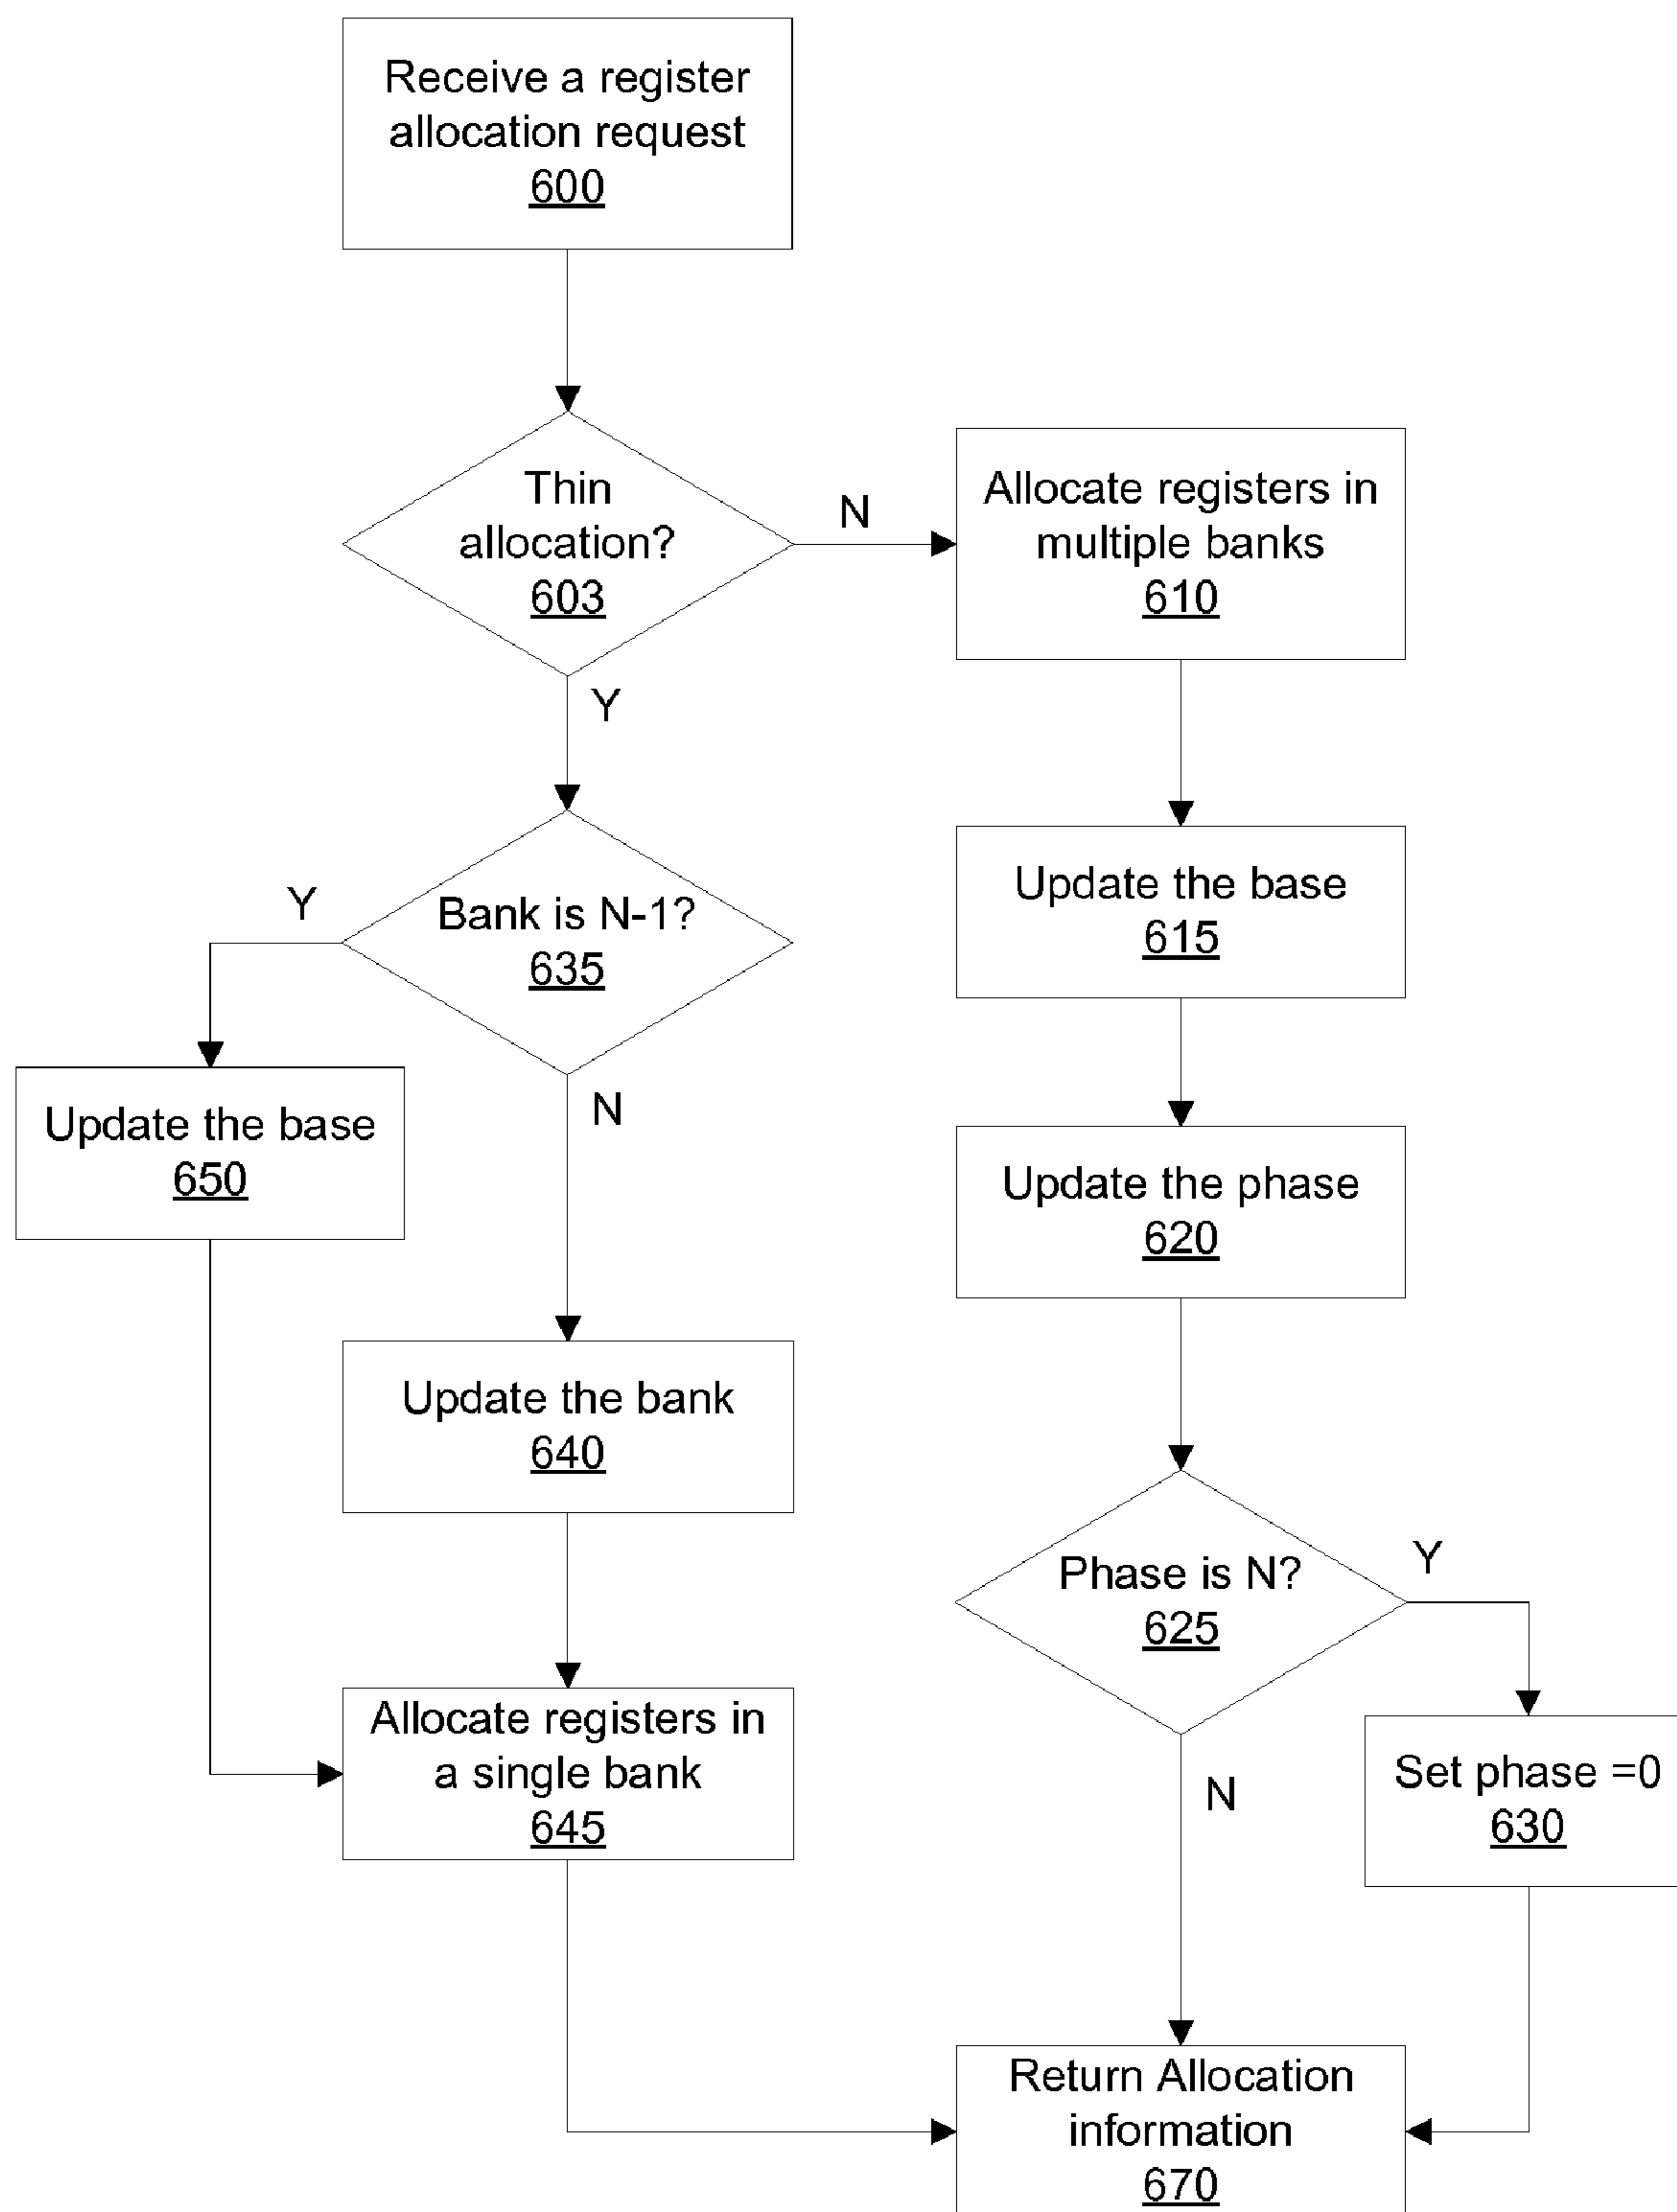 Receive a register
allocation request
600
Thin
allocation?
603
N
Y
Allocate registers in
multiple banks
610
Update the base
615
Update the phase
620
Phase is N?
625
Y
N
Set phase =0
630
Bank is N-1?
635
Y
N
Update the base
650
Update the bank
640
Allocate registers in
a single bank
645
Return Allocation
information
670